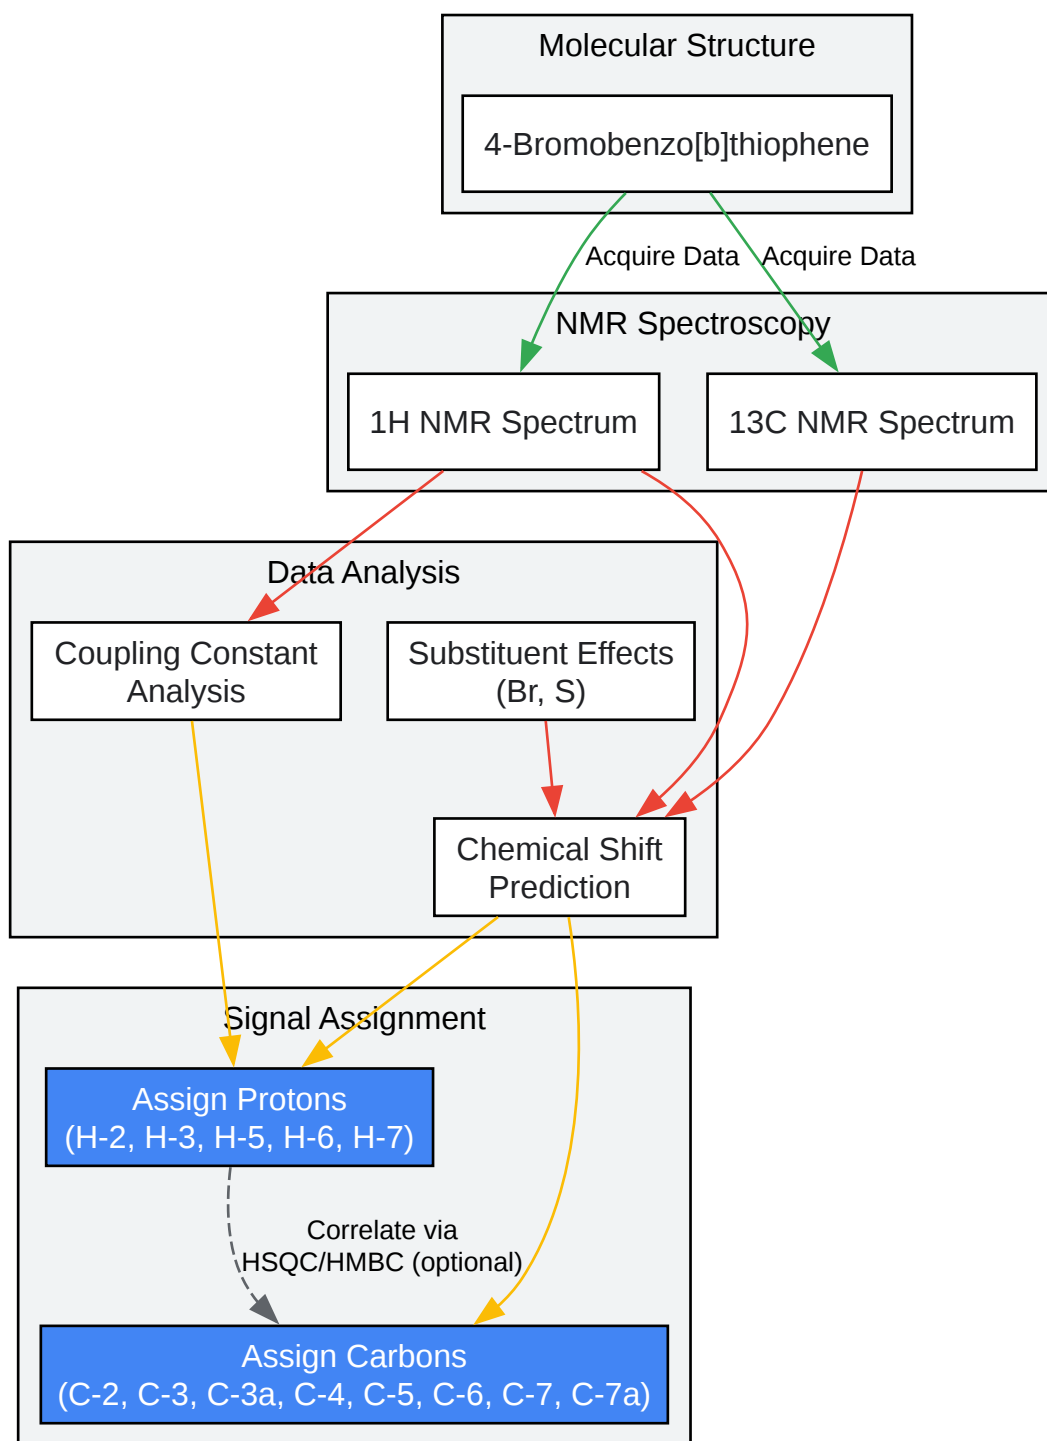 Molecular Structure
4-Bromobenzo[b]thiophene
Acquire Data
Acquire Data
NMR Spectroscopy
1H NMR Spectrum
13C NMR Spectrum
Data Analysis
Coupling Constant
Analysis
Substituent Effects
(Br, S)
Chemical Shift
Prediction
Signal Assignment
Assign Protons
(H-2, H-3, H-5, H-6, H-7)
Correlate via
HSQC/HMBC (optional)
Assign Carbons
(C-2, C-3, C-3a, C-4, C-5, C-6, C-7, C-7a)